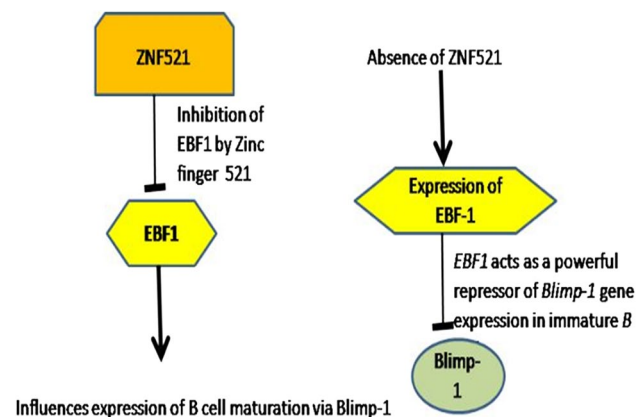 ZNF521
Inhibition of
EBF1 by Zinc
finger 521
EBF1
Influences expression of B cell maturation via Blimp-1
Absence of ZNF521
Expression of
EBF-1
EBF1 acts as a powerful
repressor of Blimp-1 gene
expression in immature B
Blimp-
1